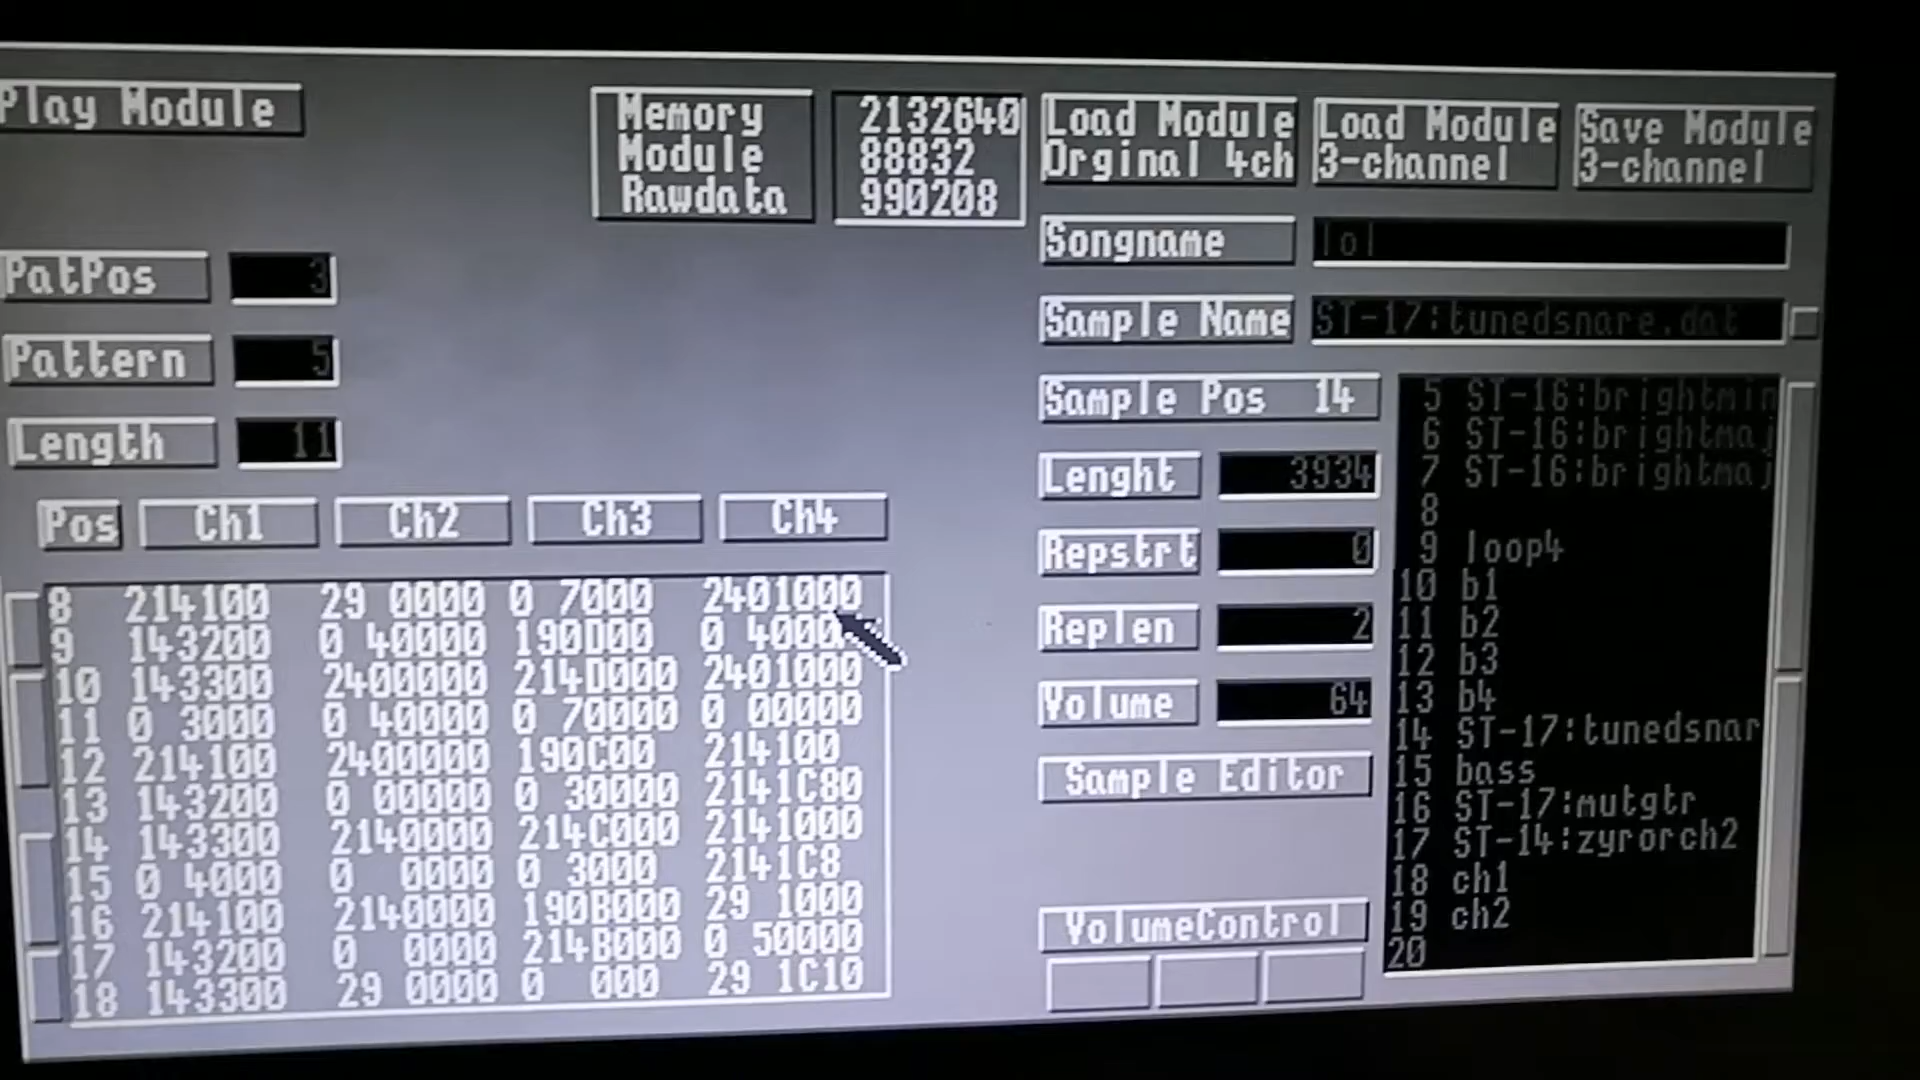 Play Module
Memory 2132640
Module 88832
Rawdata 990208
Load Module
Orginal 4ch
Load Module
3-channel
Save Module
3-channel
PatPos 3
Pattern 5
Length 11
Songname lol
Sample Name ST-17:tunedsnare.dat
Sample Pos 14
Lenght 3934
Repstrt 0
Replen 2
Volume 64
Sample Editor
VolumeControl
5 ST-16:brightmin
6 ST-16:brightmaj
7 ST-16:brightmaj
8
9 loop4
10 b1
11 b2
12 b3
13 b4
14 ST-17:tunedsnar
15 bass
16 ST-17:mutgtr
17 ST-14:zyrorch2
18 ch1
19 ch2
20
Pos Ch1 Ch2 Ch3 Ch4
8 214100 29 0000 0 7000 2401000
9 143200 0 40000 190D00 0 4000
10 143300 2400000 214D000 2401000
11 0 3000 0 40000 0 70000 0 00000
12 214100 2400000 190C00 214100
13 143200 0 00000 0 30000 2141C80
14 143300 2140000 214C000 2141000
15 0 4000 0 0000 0 3000 2141C8
16 214100 2140000 190B000 29 1000
17 143200 0 0000 214B000 0 50000
18 143300 29 0000 0 000 29 1C10